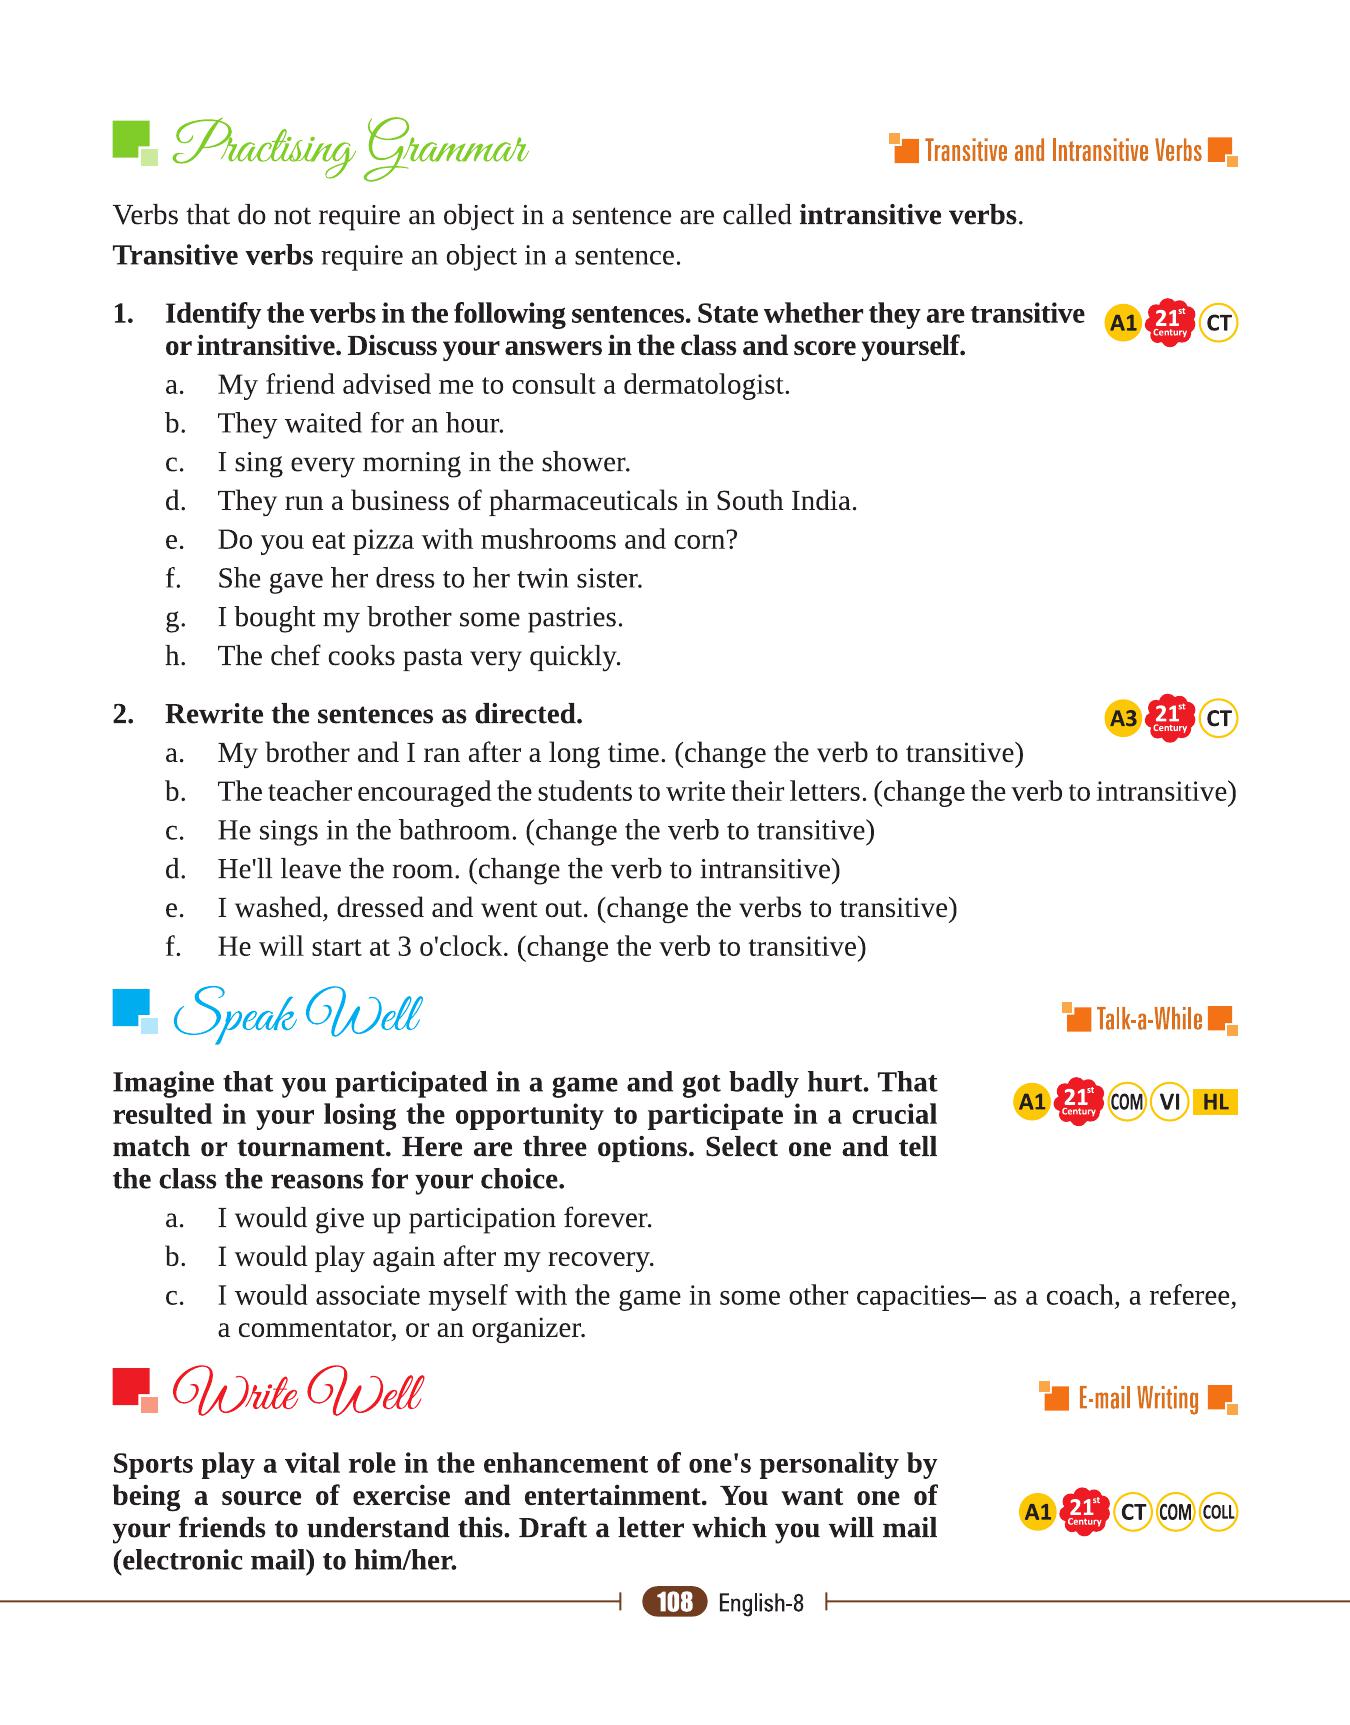 Practising Grammar
Transitive and Intransitive Verbs
Verbs that do not require an object in a sentence are called intransitive verbs.
Transitive verbs require an object in a sentence.
1. Identify the verbs in the following sentences. State whether they are transitive
or intransitive. Discuss your answers in the class and score yourself.
A1 21st Century CT
a. My friend advised me to consult a dermatologist.
b. They waited for an hour.
c. I sing every morning in the shower.
d. They run a business of pharmaceuticals in South India.
e. Do you eat pizza with mushrooms and corn?
f. She gave her dress to her twin sister.
g. I bought my brother some pastries.
h. The chef cooks pasta very quickly.
2. Rewrite the sentences as directed.
A3 21st Century CT
a. My brother and I ran after a long time. (change the verb to transitive)
b. The teacher encouraged the students to write their letters. (change the verb to intransitive)
c. He sings in the bathroom. (change the verb to transitive)
d. He'll leave the room. (change the verb to intransitive)
e. I washed, dressed and went out. (change the verbs to transitive)
f. He will start at 3 o'clock. (change the verb to transitive)
Speak Well
Talk-a-While
Imagine that you participated in a game and got badly hurt. That
resulted in your losing the opportunity to participate in a crucial
match or tournament. Here are three options. Select one and tell
the class the reasons for your choice.
A1 21st Century COM VI HL
a. I would give up participation forever.
b. I would play again after my recovery.
c. I would associate myself with the game in some other capacities– as a coach, a referee,
a commentator, or an organizer.
Write Well
E-mail Writing
Sports play a vital role in the enhancement of one's personality by
being a source of exercise and entertainment. You want one of
your friends to understand this. Draft a letter which you will mail
(electronic mail) to him/her.
A1 21st Century CT COM COLL
108 English-8